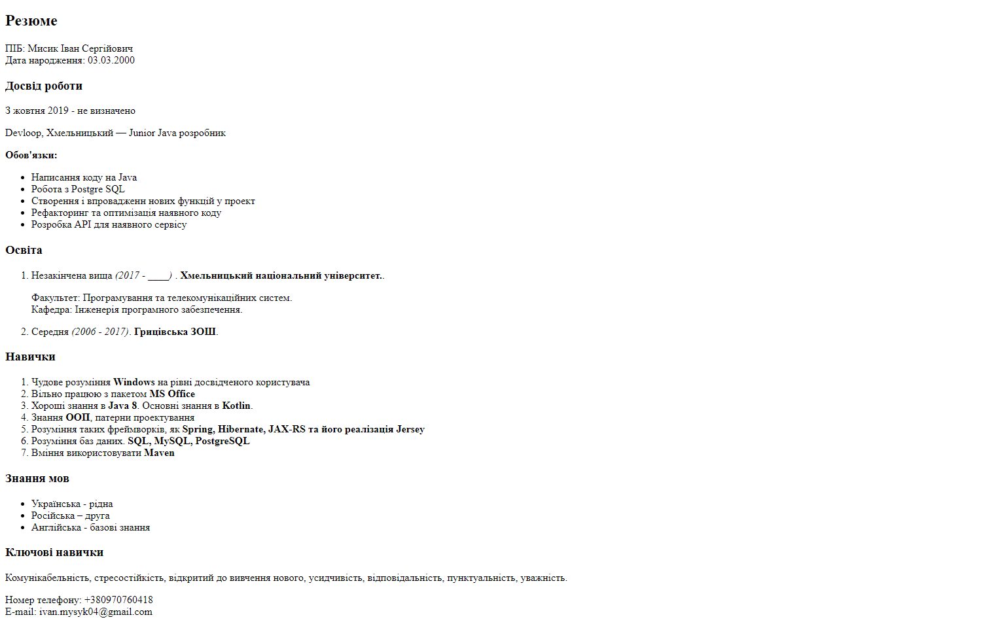 Резюме
ПІБ: Мисик Іван Сергійович
Дата народження: 03.03.2000
Досвід роботи
З жовтня 2019 - не визначено
Devloop, Хмельницький — Junior Java розробник
Обов'язки:
• Написання коду на Java
• Робота з Postgre SQL
• Створення і впровадженн нових функцій у проект
• Рефакторинг та оптимізація наявного коду
• Розробка API для наявного сервісу
Освіта
1. Незакінчена вища (2017 - ____) . Хмельницький національний університет..
Факультет: Програмування та телекомунікаційних систем.
Кафедра: Інженерія програмного забезпечення.
2. Середня (2006 - 2017). Грицівська ЗОШ.
Навички
1. Чудове розуміння Windows на рівні досвідченого користувача
2. Вільно працюю з пакетом MS Office
3. Хороші знання в Java 8. Основні знання в Kotlin.
4. Знання ООП, патерни проектування
5. Розуміння таких фреймворків, як Spring, Hibernate, JAX-RS та його реалізація Jersey
6. Розуміння баз даних. SQL, MySQL, PostgreSQL
7. Вміння використовувати Maven
Знання мов
• Українська - рідна
• Російська – друга
• Англійська - базові знання
Ключові навички
Комунікабельність, стресостійкість, відкритий до вивчення нового, усидчивість, відповідальність, пунктуальність, уважність.
Номер телефону: +380970760418
E-mail: ivan.mysyk04@gmail.com